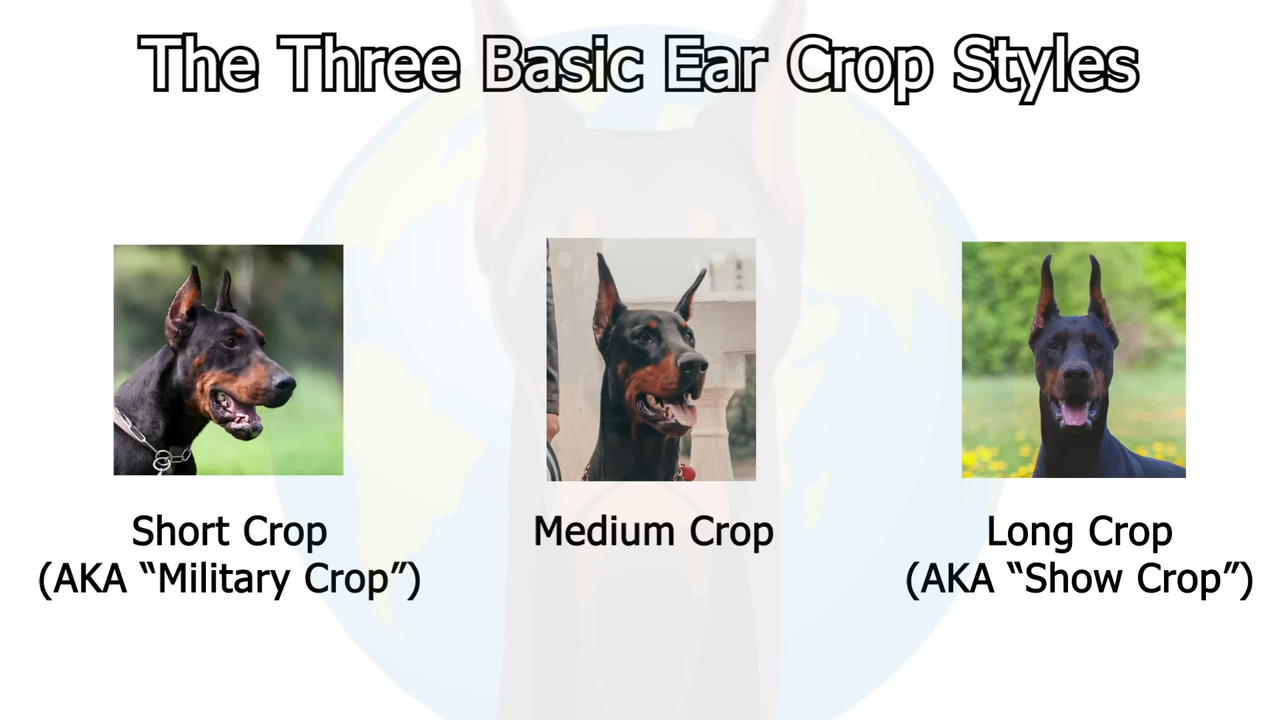 The Three Basic Ear Crop Styles
Short Crop
(AKA “Military Crop”)
Medium Crop
Long Crop
(AKA “Show Crop”)